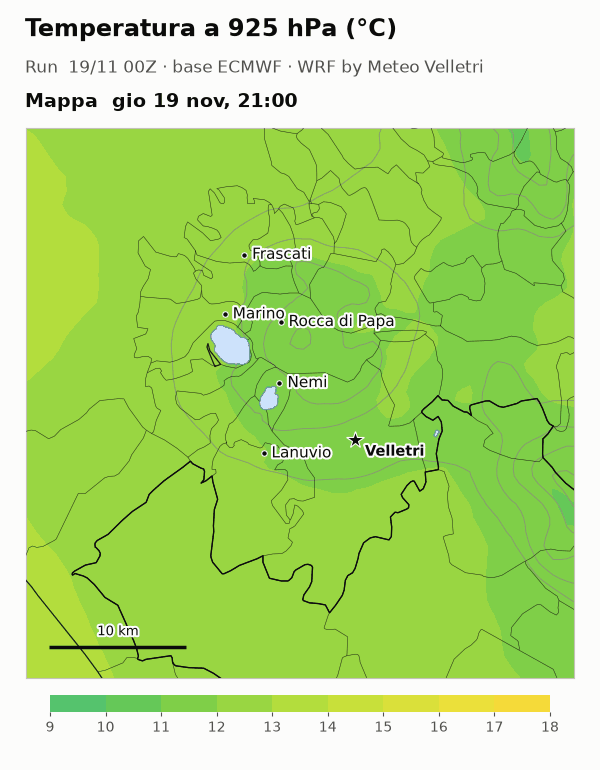 Temperatura a 925 hPa (°C)
Run  19/11 00Z · base ECMWF · WRF by Meteo Velletri
Mappa  gio 19 nov, 21:00
Frascati
Marino
Rocca di Papa
Nemi
Velletri
Lanuvio
10 km
9 10 11 12 13 14 15 16 17 18